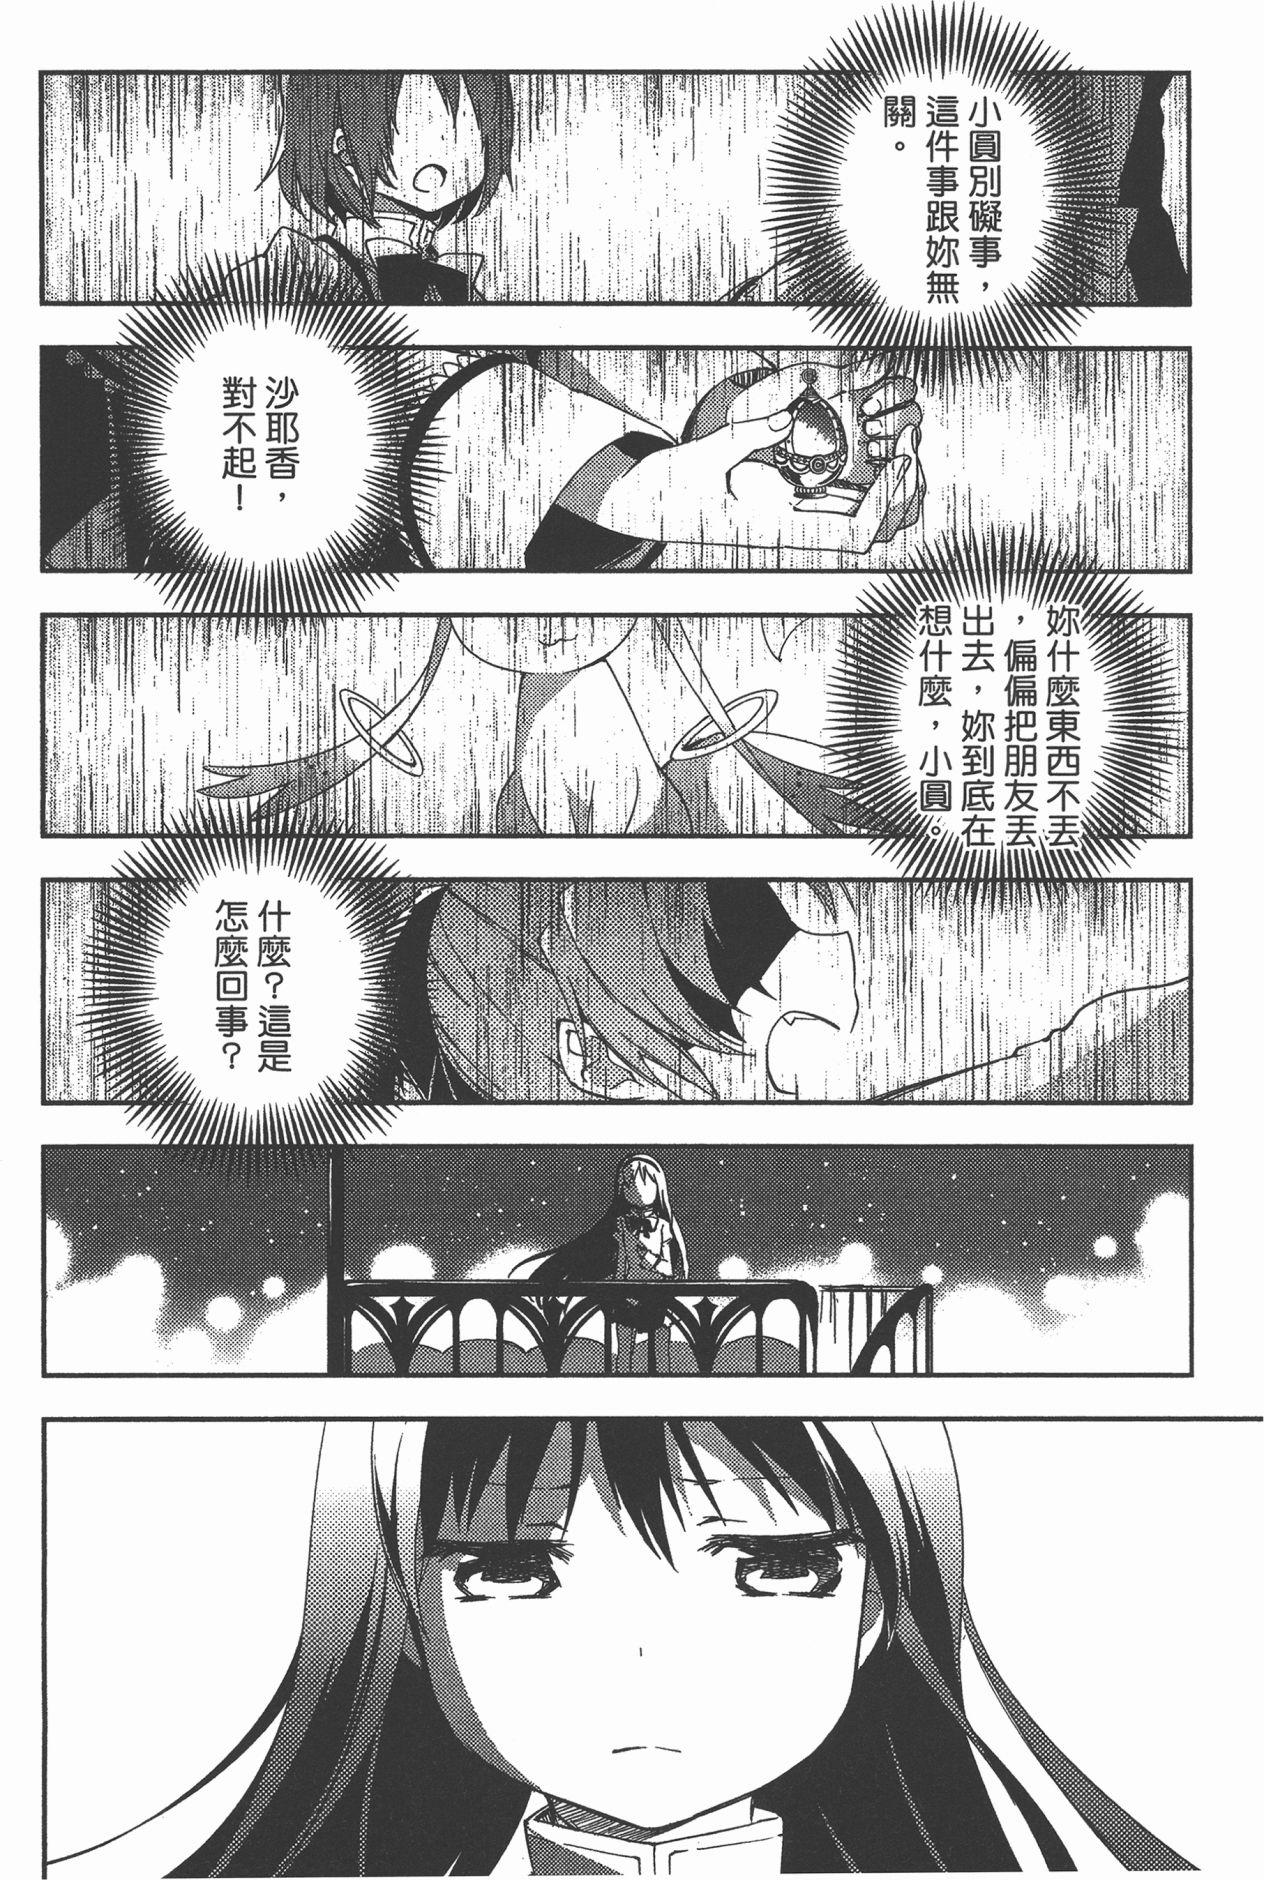 小圓別礙事，
這件事跟妳無
關。
沙耶香，
對不起！
妳什麼東西不丟
，偏偏把朋友丟
出去，妳到底在
想什麼，小圓。
什麼？這是
怎麼回事？